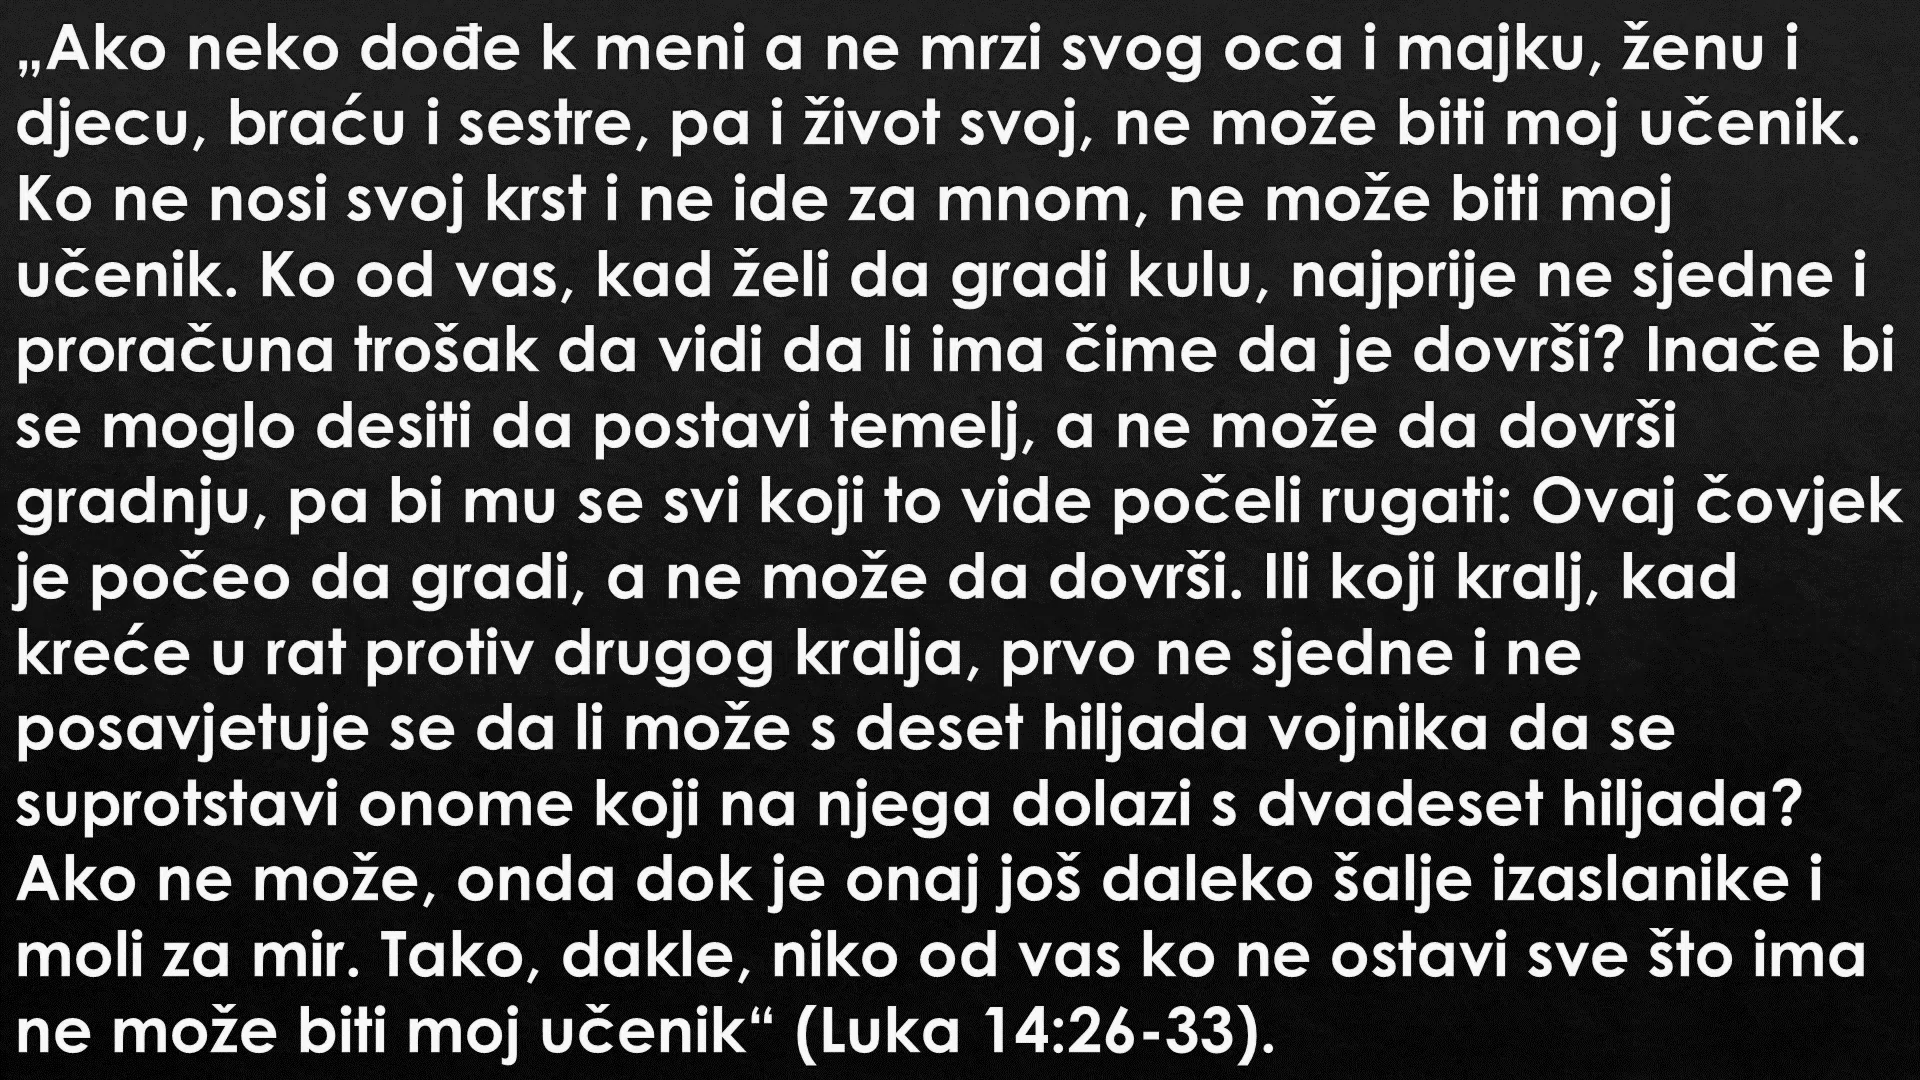 „Ako neko dođe k meni a ne mrzi svog oca i majku, ženu i
djecu, braću i sestre, pa i život svoj, ne može biti moj učenik.
Ko ne nosi svoj krst i ne ide za mnom, ne može biti moj
učenik. Ko od vas, kad želi da gradi kulu, najprije ne sjedne i
proračuna trošak da vidi da li ima čime da je dovrši? Inače bi
se moglo desiti da postavi temelj, a ne može da dovrši
gradnju, pa bi mu se svi koji to vide počeli rugati: Ovaj čovjek
je počeo da gradi, a ne može da dovrši. Ili koji kralj, kad
kreće u rat protiv drugog kralja, prvo ne sjedne i ne
posavjetuje se da li može s deset hiljada vojnika da se
suprotstavi onome koji na njega dolazi s dvadeset hiljada?
Ako ne može, onda dok je onaj još daleko šalje izaslanike i
moli za mir. Tako, dakle, niko od vas ko ne ostavi sve što ima
ne može biti moj učenik“ (Luka 14:26-33).